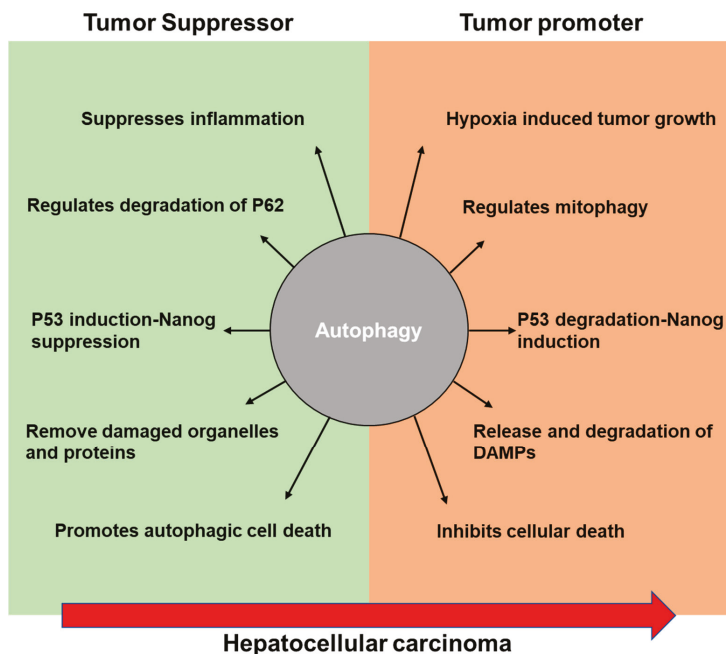 Tumor Suppressor
Tumor promoter
Suppresses inflammation
Hypoxia induced tumor growth
Regulates degradation of P62
Regulates mitophagy
P53 induction-Nanog
suppression
Autophagy
P53 degradation-Nanog
induction
Remove damaged organelles
and proteins
Release and degradation of
DAMPs
Promotes autophagic cell death
Inhibits cellular death
Hepatocellular carcinoma